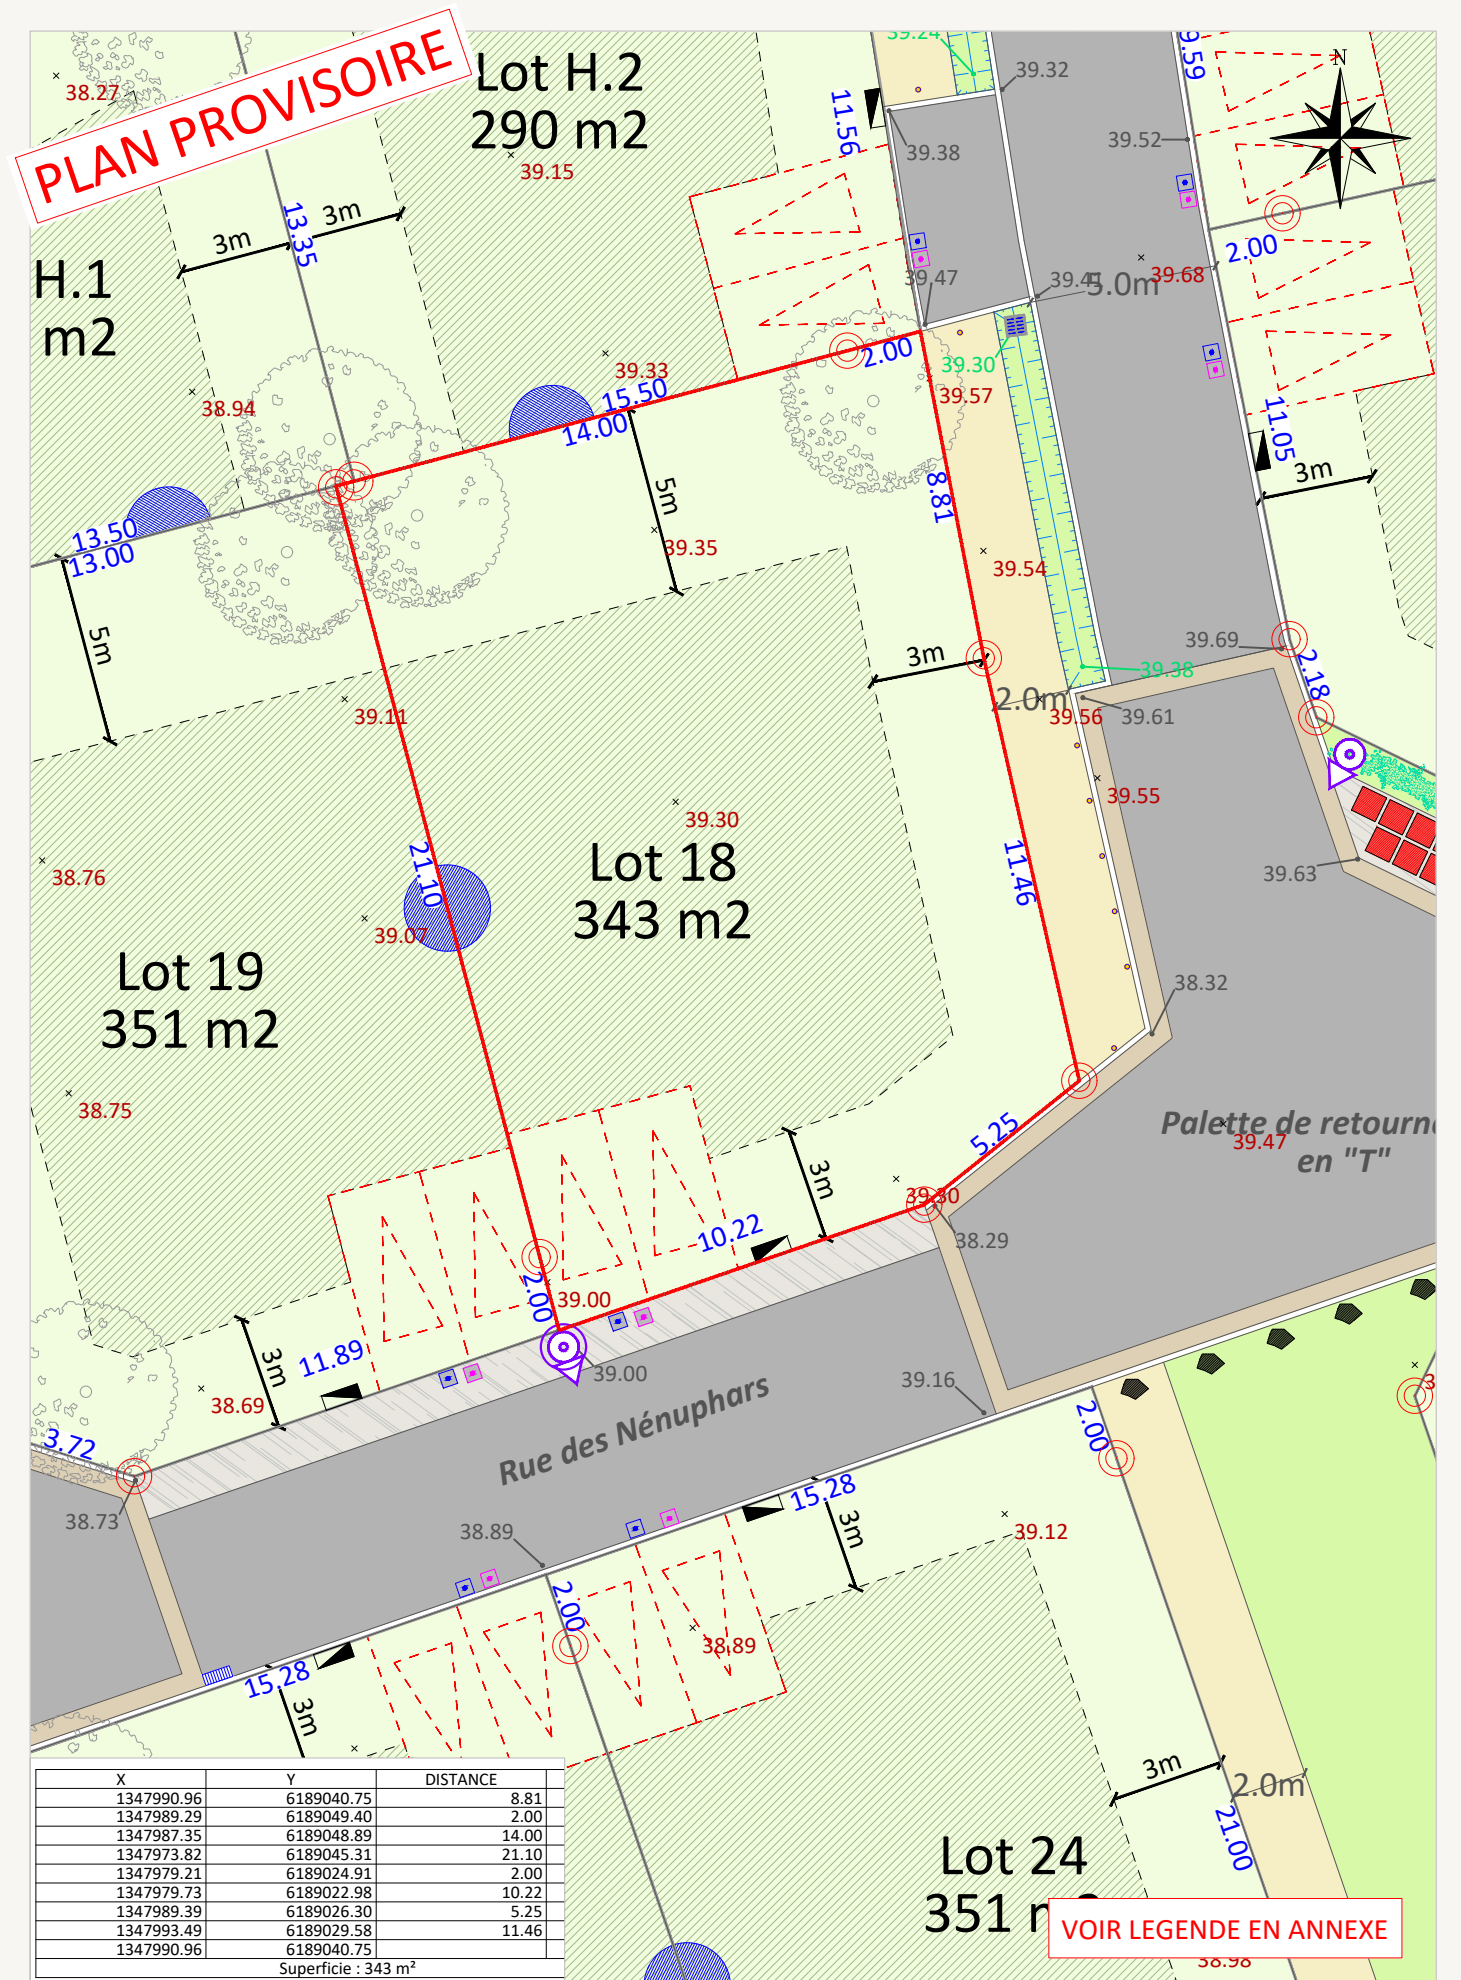 39.24
PLAN PROVISOIRE
Lot H.2
290 m2
38.27
39.15
11.56
39.32
39.38
39.52
9.59
N
3m
3m
13.35
H.1
m2
39.47
39.41
5.0m
39.68
2.00
2.00
39.30
39.33
15.50
14.00
39.57
38.94
11.05
3m
8.81
5m
39.35
13.50
13.00
39.54
5m
3m
39.69
2.18
39.38
2.0m
39.56
39.61
39.11
39.55
39.30
21.10
Lot 18
343 m2
11.46
39.63
38.76
39.07
Lot 19
351 m2
38.32
38.75
Palette de retourn
en "T"
39.47
5.25
3m
39.30
10.22
38.29
2.00
39.00
39.00
11.89
3m
39.16
38.69
Rue des Nénuphars
2.00
3.72
38.73
15.28
38.89
3m
39.12
2.00
38.89
15.28
3m
3m
2.0m
21.00
X Y DISTANCE
1347990.96 6189040.75 8.81
1347989.29 6189049.40 2.00
1347987.35 6189048.89 14.00
1347973.82 6189045.31 21.10
1347979.21 6189024.91 2.00
1347979.73 6189022.98 10.22
1347989.39 6189026.30 5.25
1347993.49 6189029.58 11.46
1347990.96 6189040.75
Superficie : 343 m²
Lot 24
351 m2
VOIR LEGENDE EN ANNEXE
38.98